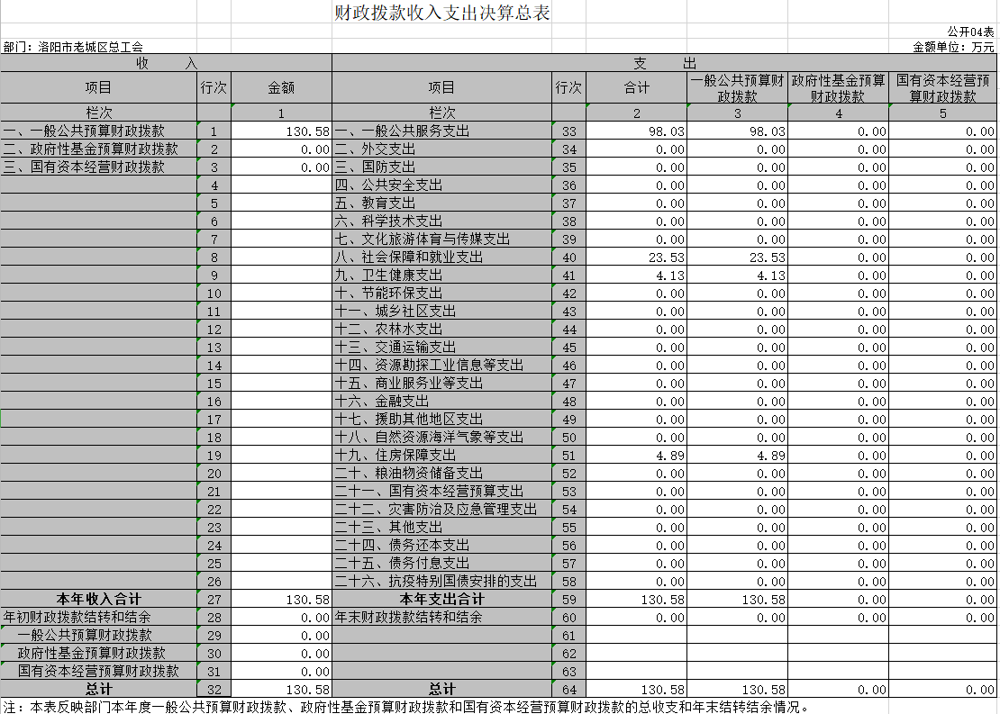 财政拨款收入支出决算总表
公开04表
部门：洛阳市老城区总工会 金额单位：万元
收 入 支 出
项目 行次 金额 项目 行次 合计 一般公共预算财政拨款 政府性基金预算财政拨款 国有资本经营预算财政拨款
栏次 1 栏次 2 3 4 5
一、一般公共预算财政拨款 1 130.58 一、一般公共服务支出 33 98.03 98.03 0.00 0.00
二、政府性基金预算财政拨款 2 0.00 二、外交支出 34 0.00 0.00 0.00 0.00
三、国有资本经营财政拨款 3 0.00 三、国防支出 35 0.00 0.00 0.00 0.00
4 四、公共安全支出 36 0.00 0.00 0.00 0.00
5 五、教育支出 37 0.00 0.00 0.00 0.00
6 六、科学技术支出 38 0.00 0.00 0.00 0.00
7 七、文化旅游体育与传媒支出 39 0.00 0.00 0.00 0.00
8 八、社会保障和就业支出 40 23.53 23.53 0.00 0.00
9 九、卫生健康支出 41 4.13 4.13 0.00 0.00
10 十、节能环保支出 42 0.00 0.00 0.00 0.00
11 十一、城乡社区支出 43 0.00 0.00 0.00 0.00
12 十二、农林水支出 44 0.00 0.00 0.00 0.00
13 十三、交通运输支出 45 0.00 0.00 0.00 0.00
14 十四、资源勘探工业信息等支出 46 0.00 0.00 0.00 0.00
15 十五、商业服务业等支出 47 0.00 0.00 0.00 0.00
16 十六、金融支出 48 0.00 0.00 0.00 0.00
17 十七、援助其他地区支出 49 0.00 0.00 0.00 0.00
18 十八、自然资源海洋气象等支出 50 0.00 0.00 0.00 0.00
19 十九、住房保障支出 51 4.89 4.89 0.00 0.00
20 二十、粮油物资储备支出 52 0.00 0.00 0.00 0.00
21 二十一、国有资本经营预算支出 53 0.00 0.00 0.00 0.00
22 二十二、灾害防治及应急管理支出 54 0.00 0.00 0.00 0.00
23 二十三、其他支出 55 0.00 0.00 0.00 0.00
24 二十四、债务还本支出 56 0.00 0.00 0.00 0.00
25 二十五、债务付息支出 57 0.00 0.00 0.00 0.00
26 二十六、抗疫特别国债安排的支出 58 0.00 0.00 0.00 0.00
本年收入合计 27 130.58 本年支出合计 59 130.58 130.58 0.00 0.00
年初财政拨款结转和结余 28 0.00 年末财政拨款结转和结余 60 0.00 0.00 0.00 0.00
一般公共预算财政拨款 29 0.00 61
政府性基金预算财政拨款 30 0.00 62
国有资本经营预算财政拨款 31 0.00 63
总计 32 130.58 总计 64 130.58 130.58 0.00 0.00
注：本表反映部门本年度一般公共预算财政拨款、政府性基金预算财政拨款和国有资本经营预算财政拨款的总收支和年末结转结余情况。